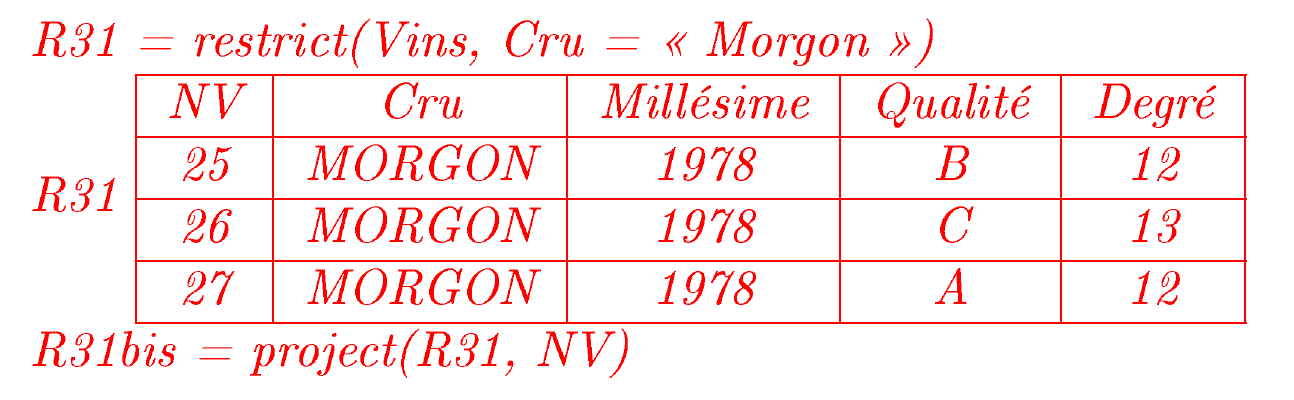 R31 = restrict(Vins, Cru = « Morgon »)
NV Cru Millésime Qualité Degré
25 MORGON 1978 B 12
R31
26 MORGON 1978 C 13
27 MORGON 1978 A 12
R31bis = project(R31, NV)